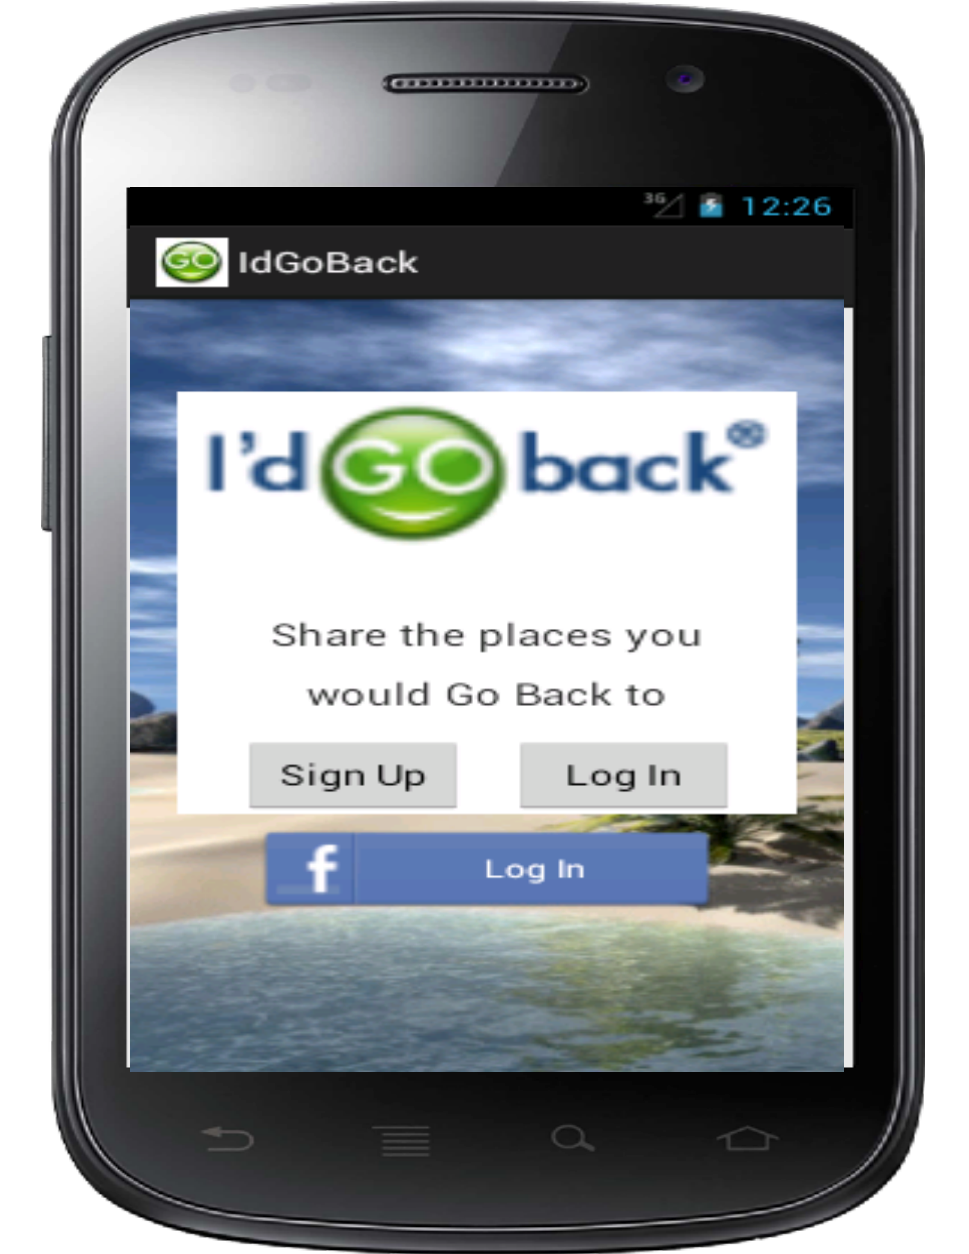 3G 12:26
GO IdGoBack
I'd GO back®
Share the places you
would Go Back to
Sign Up Log In
f Log In